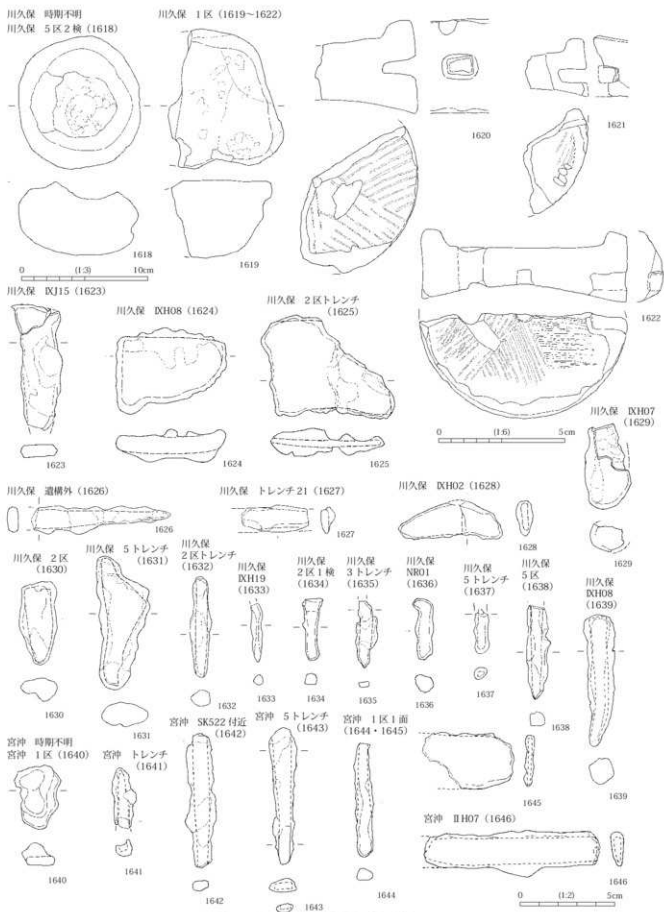 川久保 時期不明
川久保 5区2検 (1618)
川久保 1区 (1619～1622)
1618
1619
1620
1621
1622
0 (1:3) 10cm
川久保 ⅨJ15 (1623)
川久保 ⅨH08 (1624)
川久保 2区トレンチ
(1625)
1623
1624
1625
0 (1:6) 5cm
川久保 ⅨH07
(1629)
1629
川久保 遺構外 (1626)
1626
川久保 トレンチ21 (1627)
1627
川久保 ⅨH02 (1628)
1628
川久保 2区
(1630)
川久保 5トレンチ
(1631)
川久保
2区トレンチ
(1632)
川久保
ⅨH19
(1633)
川久保
2区1検
(1634)
川久保
3トレンチ
(1635)
川久保
NR01
(1636)
川久保
5トレンチ
(1637)
川久保
5区
(1638)
川久保
ⅨH08
(1639)
1630
1631
1632
1633
1634
1635
1636
1637
1638
1639
宮沖 時期不明
宮沖 1区 (1640)
宮沖 トレンチ
(1641)
宮沖 SK522付近
(1642)
宮沖 5トレンチ
(1643)
宮沖 1区1面
(1644・1645)
1640
1641
1642
1643
1644
1645
宮沖 ⅡH07 (1646)
1646
0 (1:2) 5cm